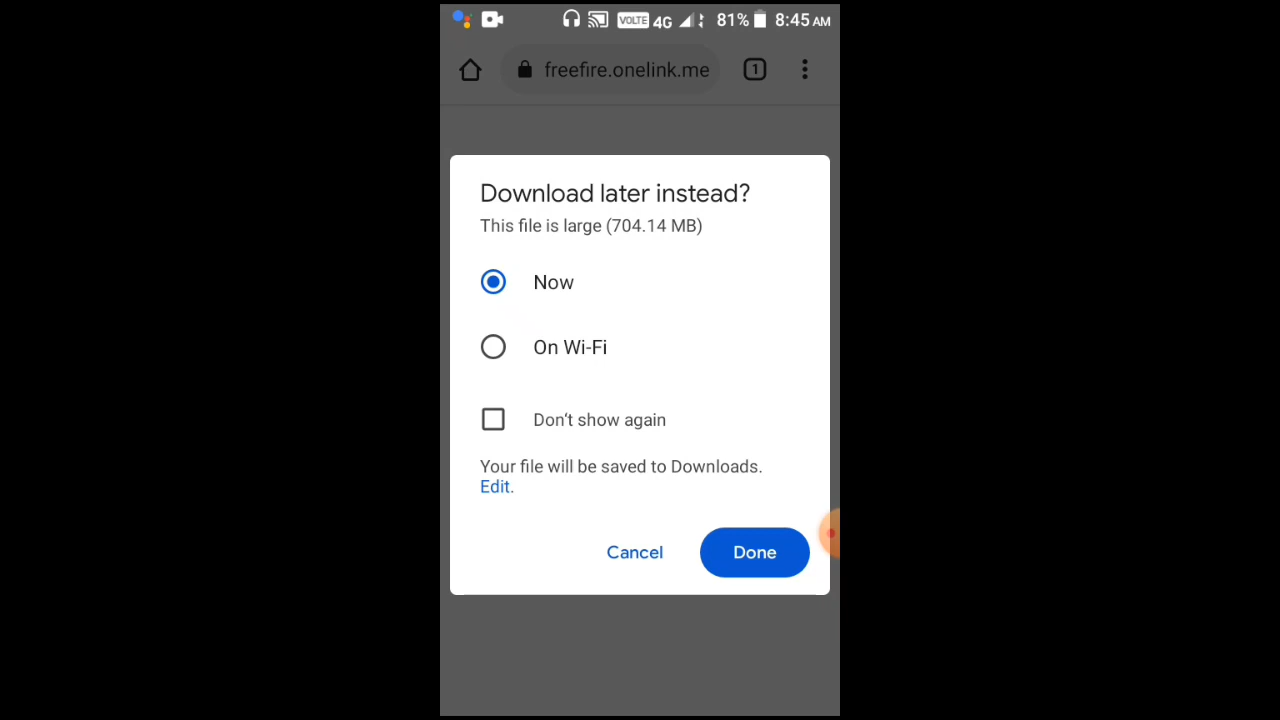 VOLTE 4G 81% 8:45 AM
freefire.onelink.me 1
Download later instead?
This file is large (704.14 MB)
Now
On Wi-Fi
Don't show again
Your file will be saved to Downloads.
Edit.
Cancel Done